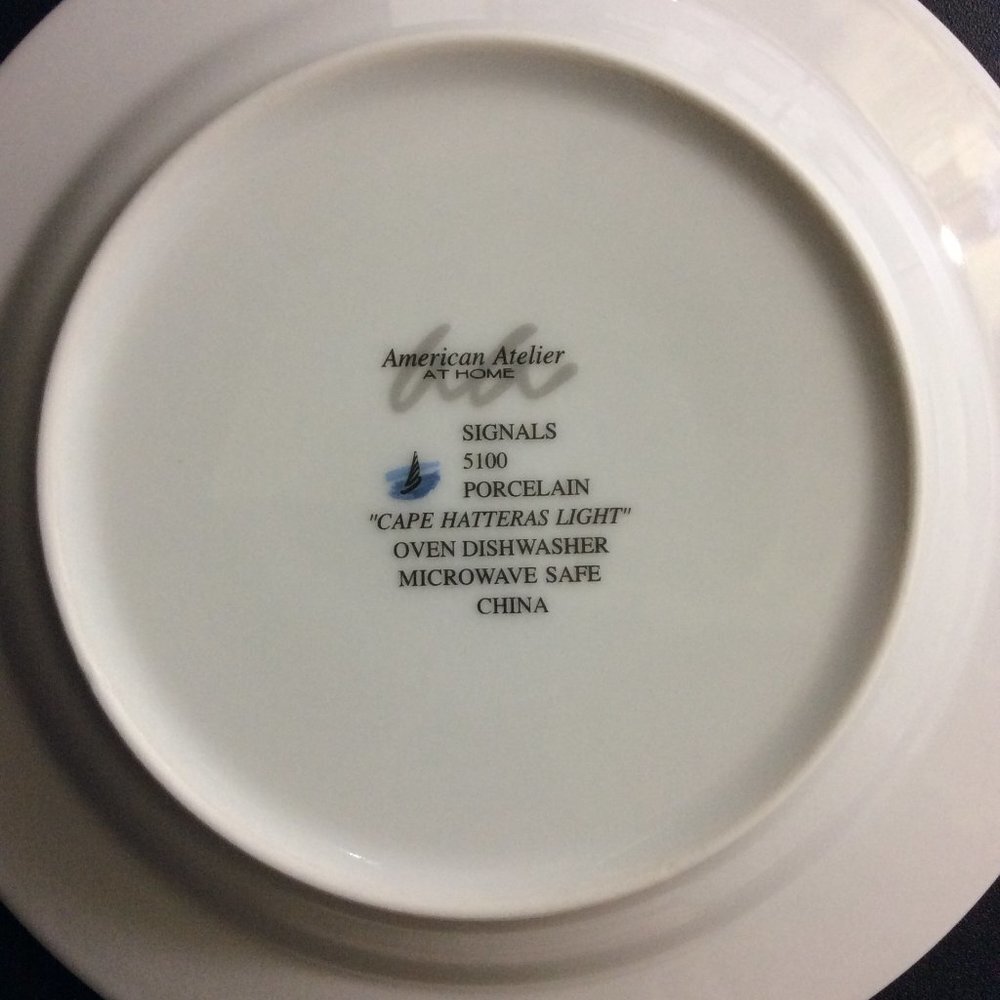 American Atelier
AT HOME
SIGNALS
5100
PORCELAIN
"CAPE HATTERAS LIGHT"
OVEN DISHWASHER
MICROWAVE SAFE
CHINA